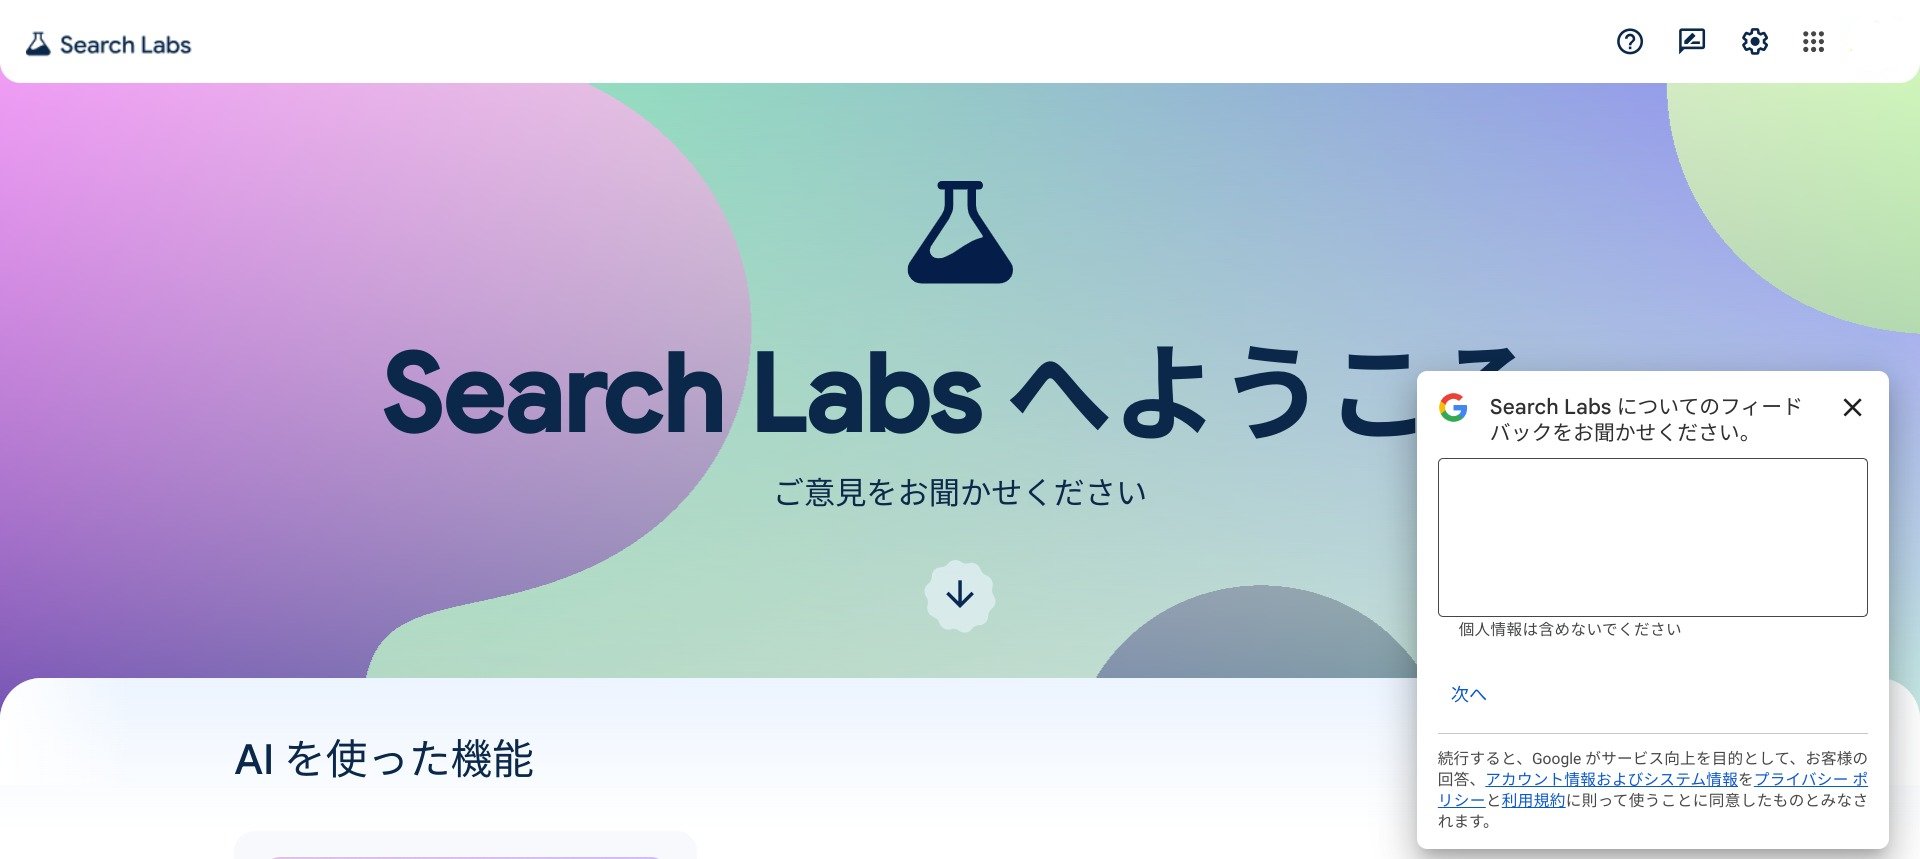 Search Labs
Search Labs へようこそ
ご意見をお聞かせください
AI を使った機能
Search Labs についてのフィード
バックをお聞かせください。
個人情報は含めないでください
次へ
続行すると、Google がサービス向上を目的として、お客様の
回答、アカウント情報およびシステム情報をプライバシー ポ
リシーと利用規約に則って使うことに同意したものとみなさ
れます。